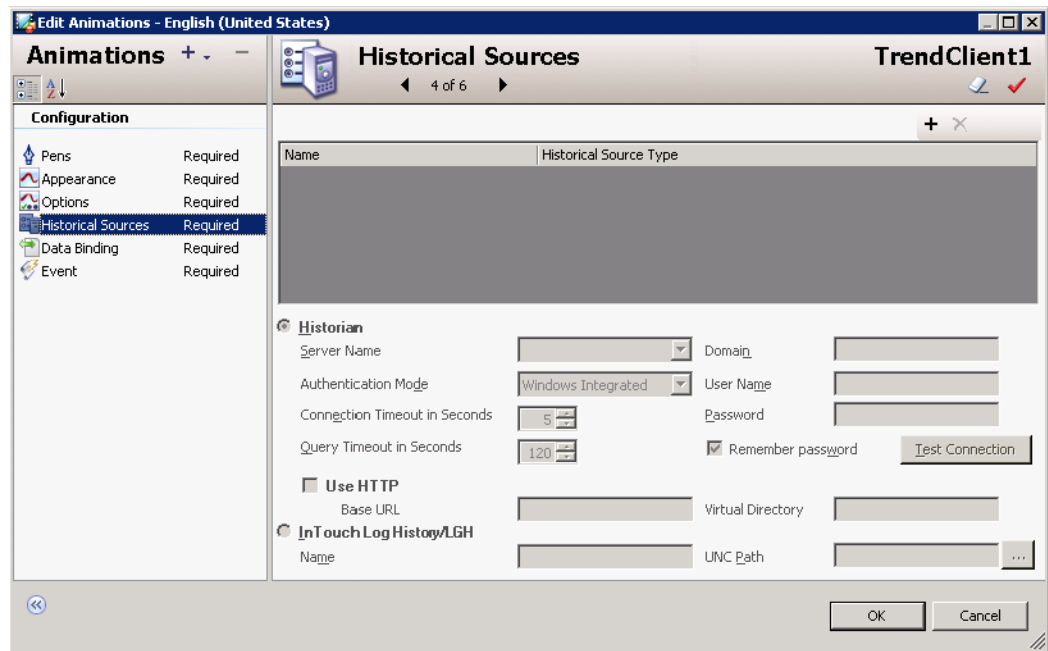 Edit Animations - English (United States)
Animations
Historical Sources
TrendClient1
4 of 6
Configuration
Pens Required
Appearance Required
Options Required
Historical Sources Required
Data Binding Required
Event Required
Name Historical Source Type
Historian
Server Name Domain
Authentication Mode Windows Integrated User Name
Connection Timeout in Seconds 5 Password
Query Timeout in Seconds 120 Remember password Test Connection
Use HTTP
Base URL Virtual Directory
InTouch Log History/LGH
Name UNC Path ...
OK Cancel